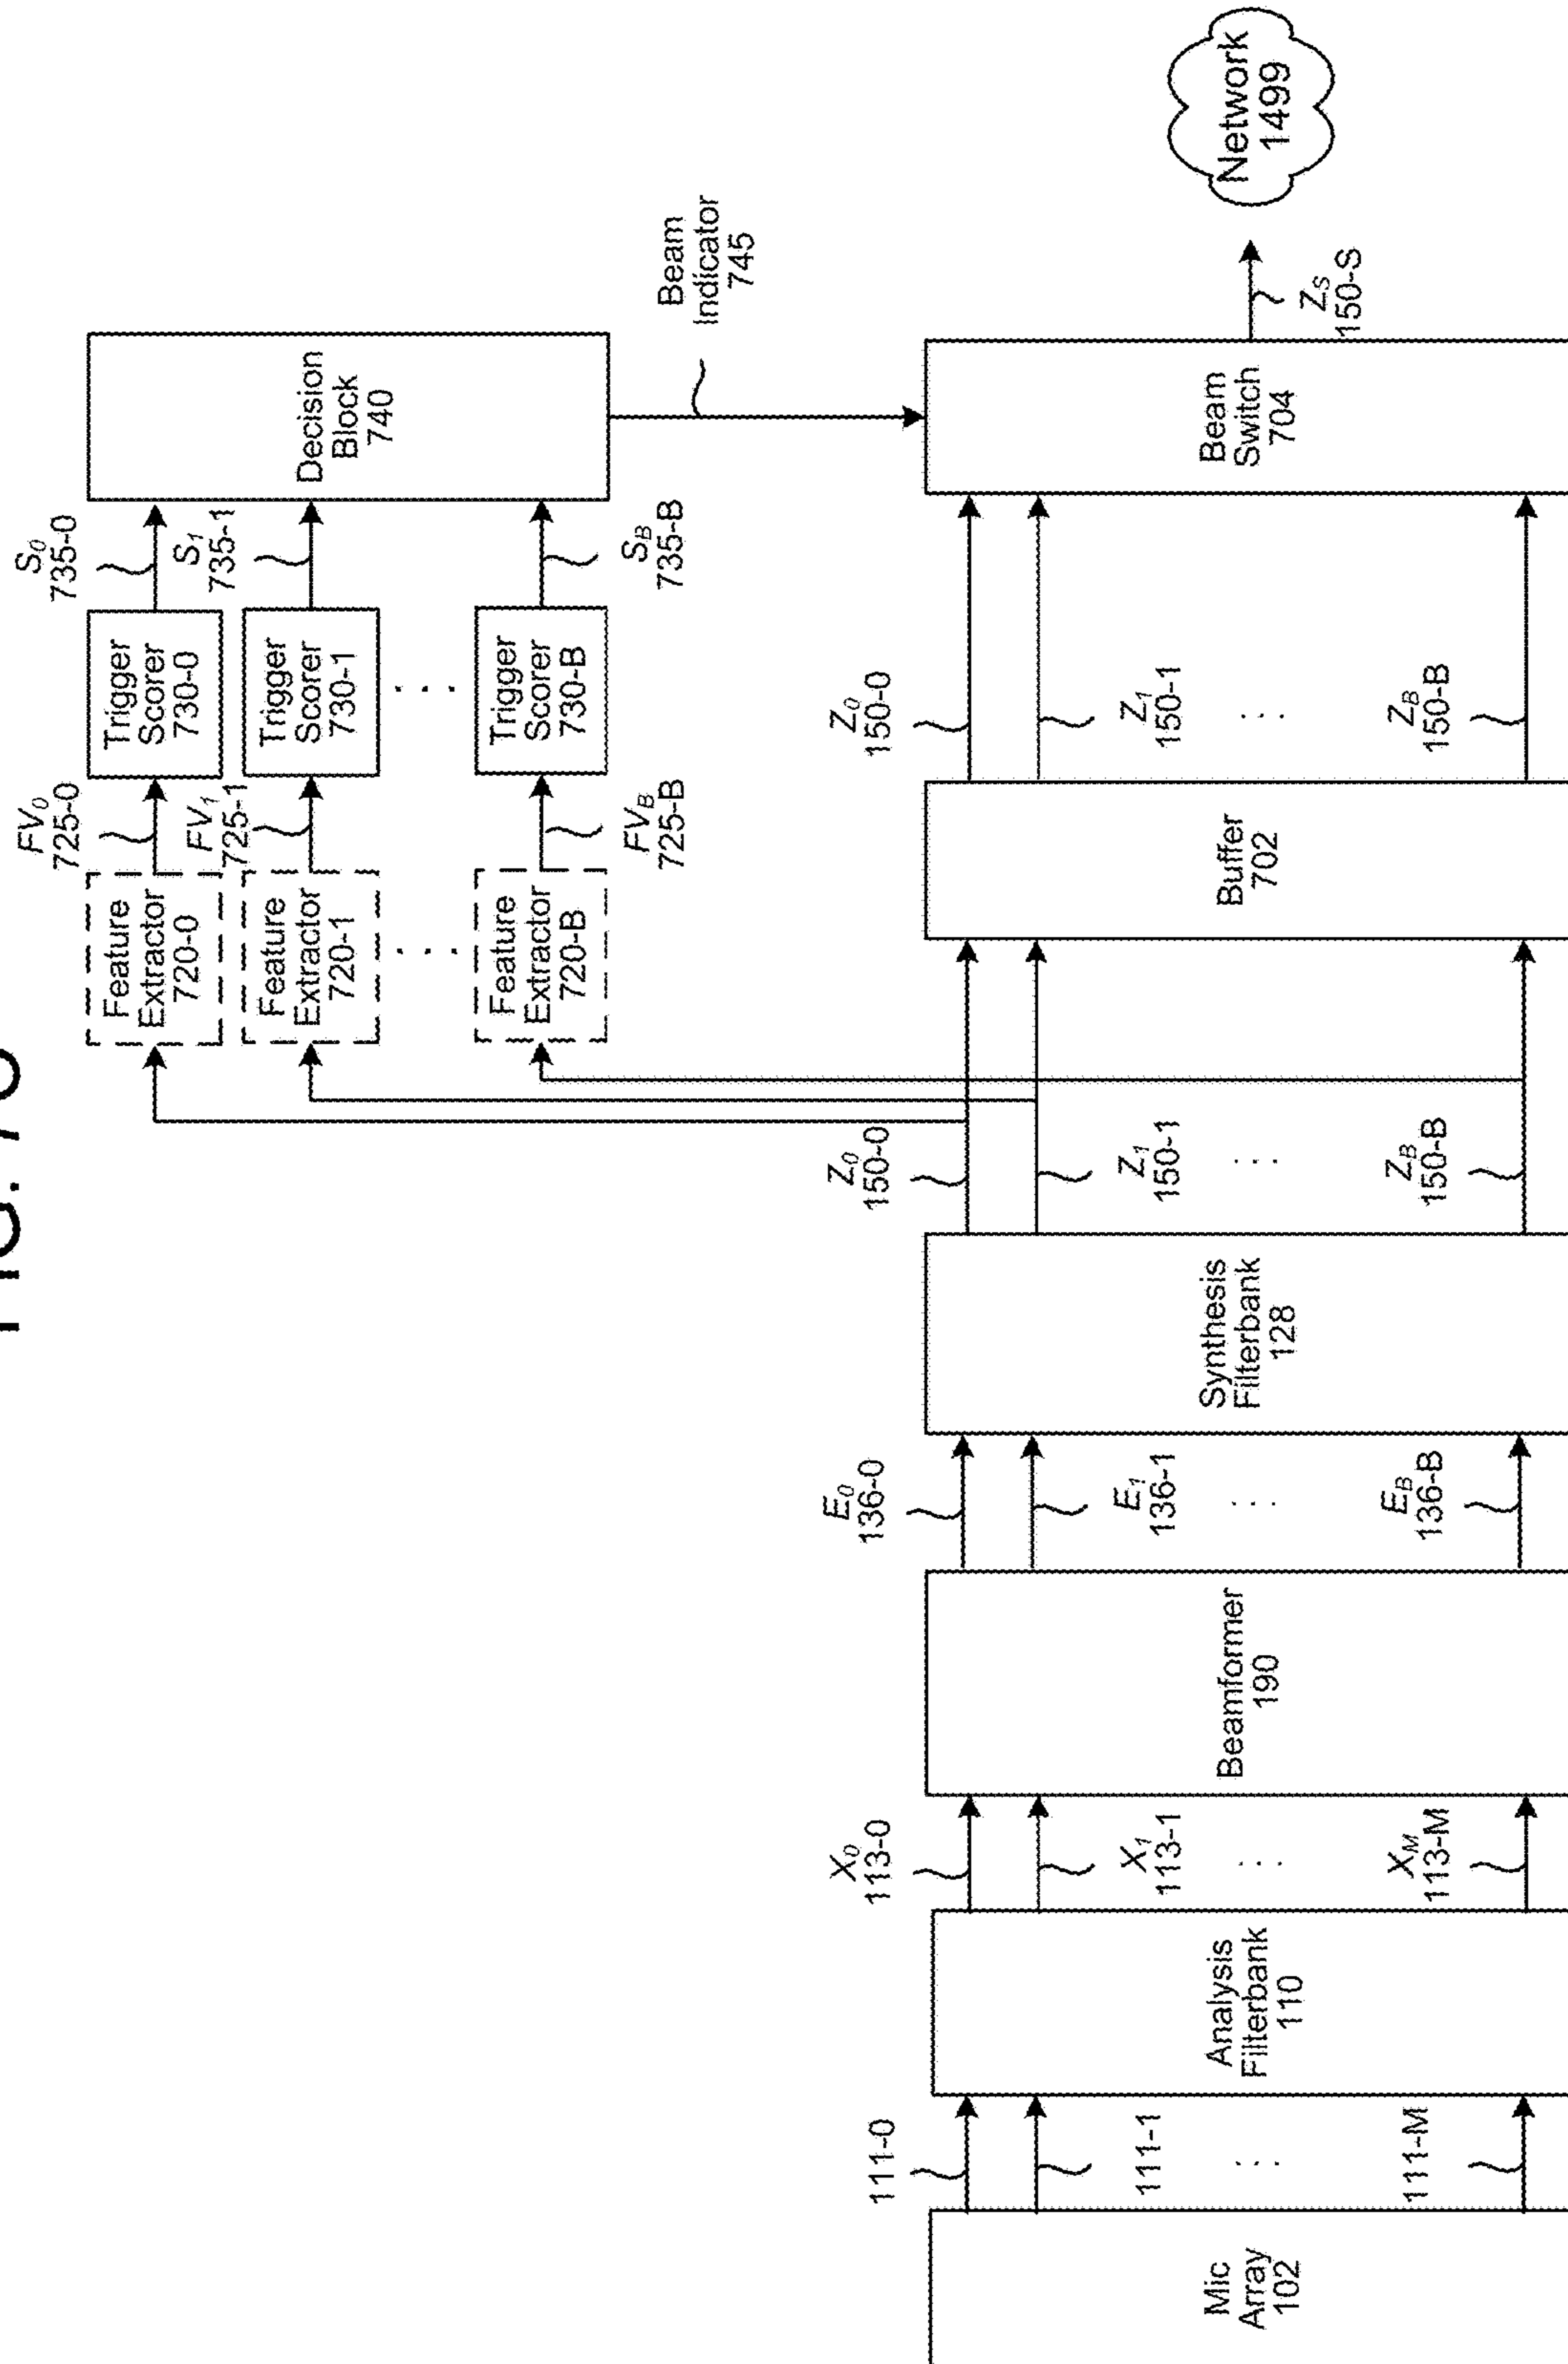 FIG.
FV0
725-0
S0
735-0
Feature
Extractor
720-0
Trigger
Scorer
730-0
FV1
725-1
S1
735-1
Feature
Extractor
720-1
Trigger
Scorer
730-1
. . .
. . .
Feature
Extractor
720-B
Trigger
Scorer
730-B
FVB
725-B
SB
735-B
Decision
Block
740
Beam
Indicator
745
111-0
X0
113-0
E0
136-0
Z0
150-0
Z0
150-0
Mic
Array
102
111-1
. . .
111-M
Analysis
Filterbank
110
X1
113-1
. . .
XM
113-M
Beamformer
190
E1
136-1
. . .
EB
136-B
Synthesis
Filterbank
128
Z1
150-1
. . .
ZB
150-B
Buffer
702
Z1
150-1
. . .
ZB
150-B
Beam
Switch
704
ZS
150-S
Network
1499